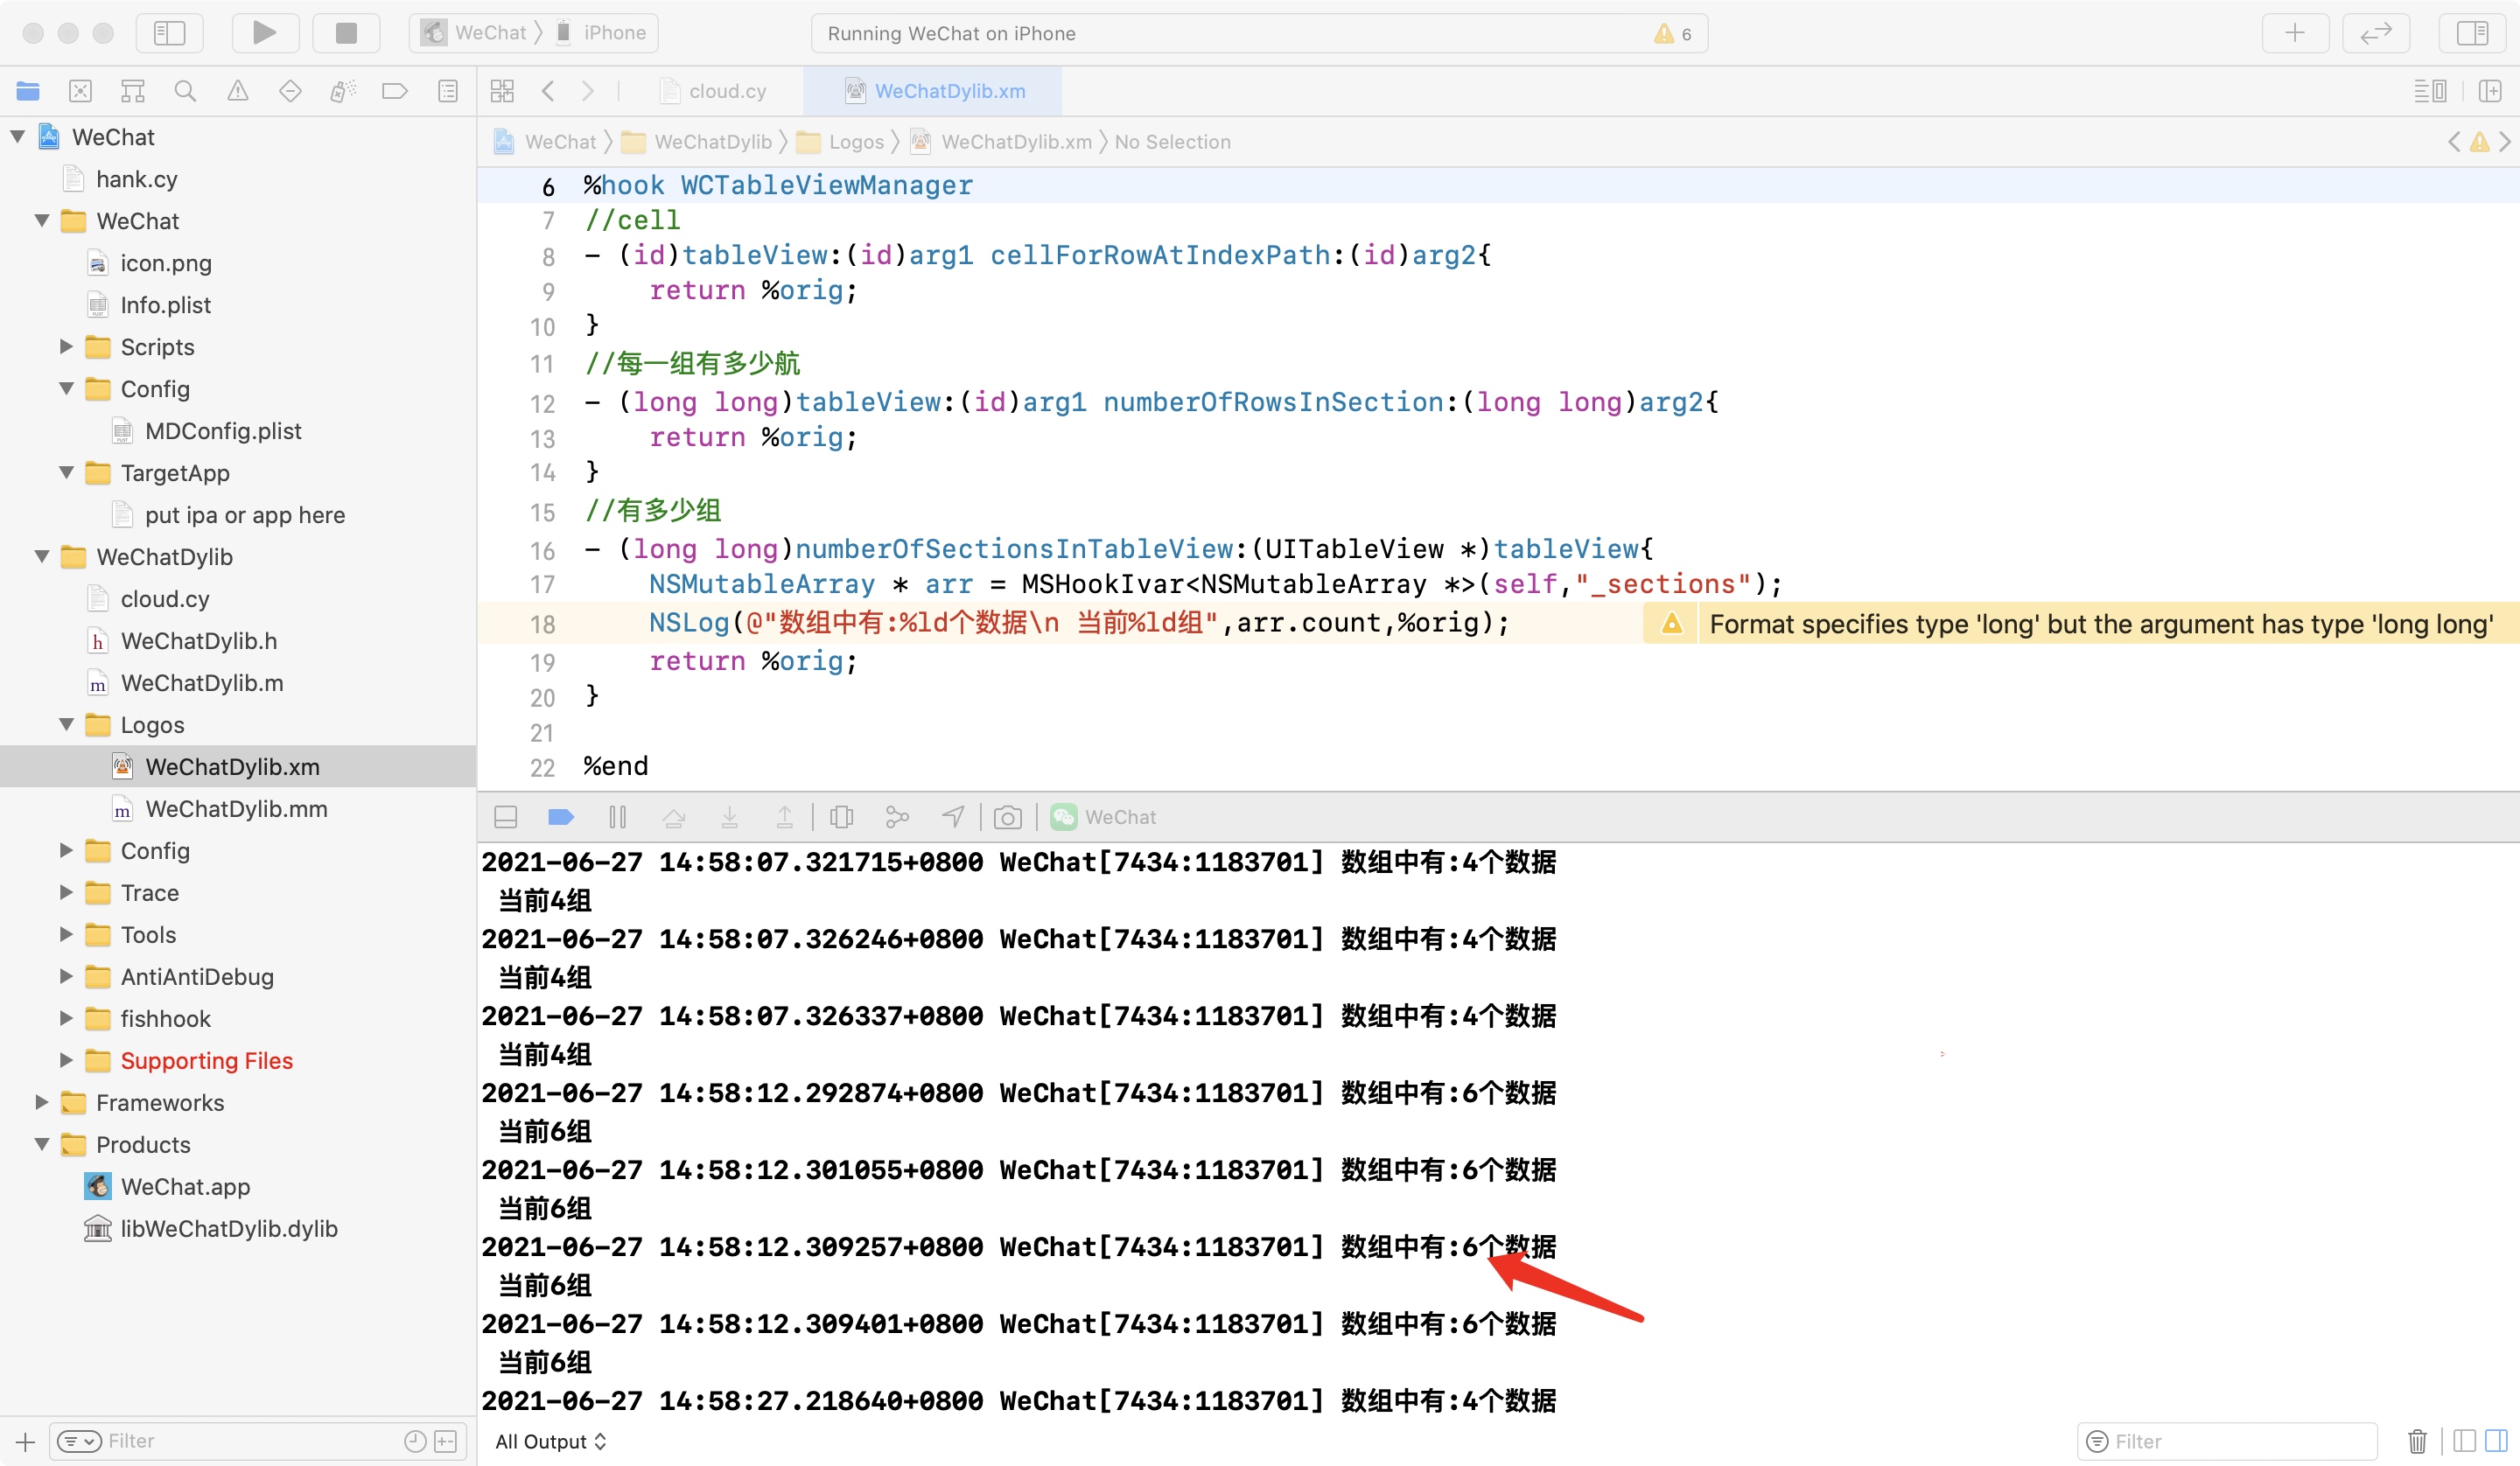 WeChat 〉 iPhone
Running WeChat on iPhone
6
cloud.cy
WeChatDylib.xm
WeChat
hank.cy
WeChat
icon.png
Info.plist
Scripts
Config
MDConfig.plist
TargetApp
put ipa or app here
WeChatDylib
cloud.cy
WeChatDylib.h
WeChatDylib.m
Logos
WeChatDylib.xm
WeChatDylib.mm
Config
Trace
Tools
AntiAntiDebug
fishhook
Supporting Files
Frameworks
Products
WeChat.app
libWeChatDylib.dylib
Filter
WeChat 〉 WeChatDylib 〉 Logos 〉 WeChatDylib.xm 〉 No Selection
6 %hook WCTableViewManager
7 //cell
8 - (id)tableView:(id)arg1 cellForRowAtIndexPath:(id)arg2{
9 return %orig;
10 }
11 //每一组有多少航
12 - (long long)tableView:(id)arg1 numberOfRowsInSection:(long long)arg2{
13 return %orig;
14 }
15 //有多少组
16 - (long long)numberOfSectionsInTableView:(UITableView *)tableView{
17 NSMutableArray * arr = MSHookIvar<NSMutableArray *>(self,"_sections");
18 NSLog(@"数组中有:%ld个数据\n 当前%ld组",arr.count,%orig);
Format specifies type 'long' but the argument has type 'long long'
19 return %orig;
20 }
21
22 %end
WeChat
2021-06-27 14:58:07.321715+0800 WeChat[7434:1183701] 数组中有:4个数据
当前4组
2021-06-27 14:58:07.326246+0800 WeChat[7434:1183701] 数组中有:4个数据
当前4组
2021-06-27 14:58:07.326337+0800 WeChat[7434:1183701] 数组中有:4个数据
当前4组
2021-06-27 14:58:12.292874+0800 WeChat[7434:1183701] 数组中有:6个数据
当前6组
2021-06-27 14:58:12.301055+0800 WeChat[7434:1183701] 数组中有:6个数据
当前6组
2021-06-27 14:58:12.309257+0800 WeChat[7434:1183701] 数组中有:6个数据
当前6组
2021-06-27 14:58:12.309401+0800 WeChat[7434:1183701] 数组中有:6个数据
当前6组
2021-06-27 14:58:27.218640+0800 WeChat[7434:1183701] 数组中有:4个数据
All Output
Filter